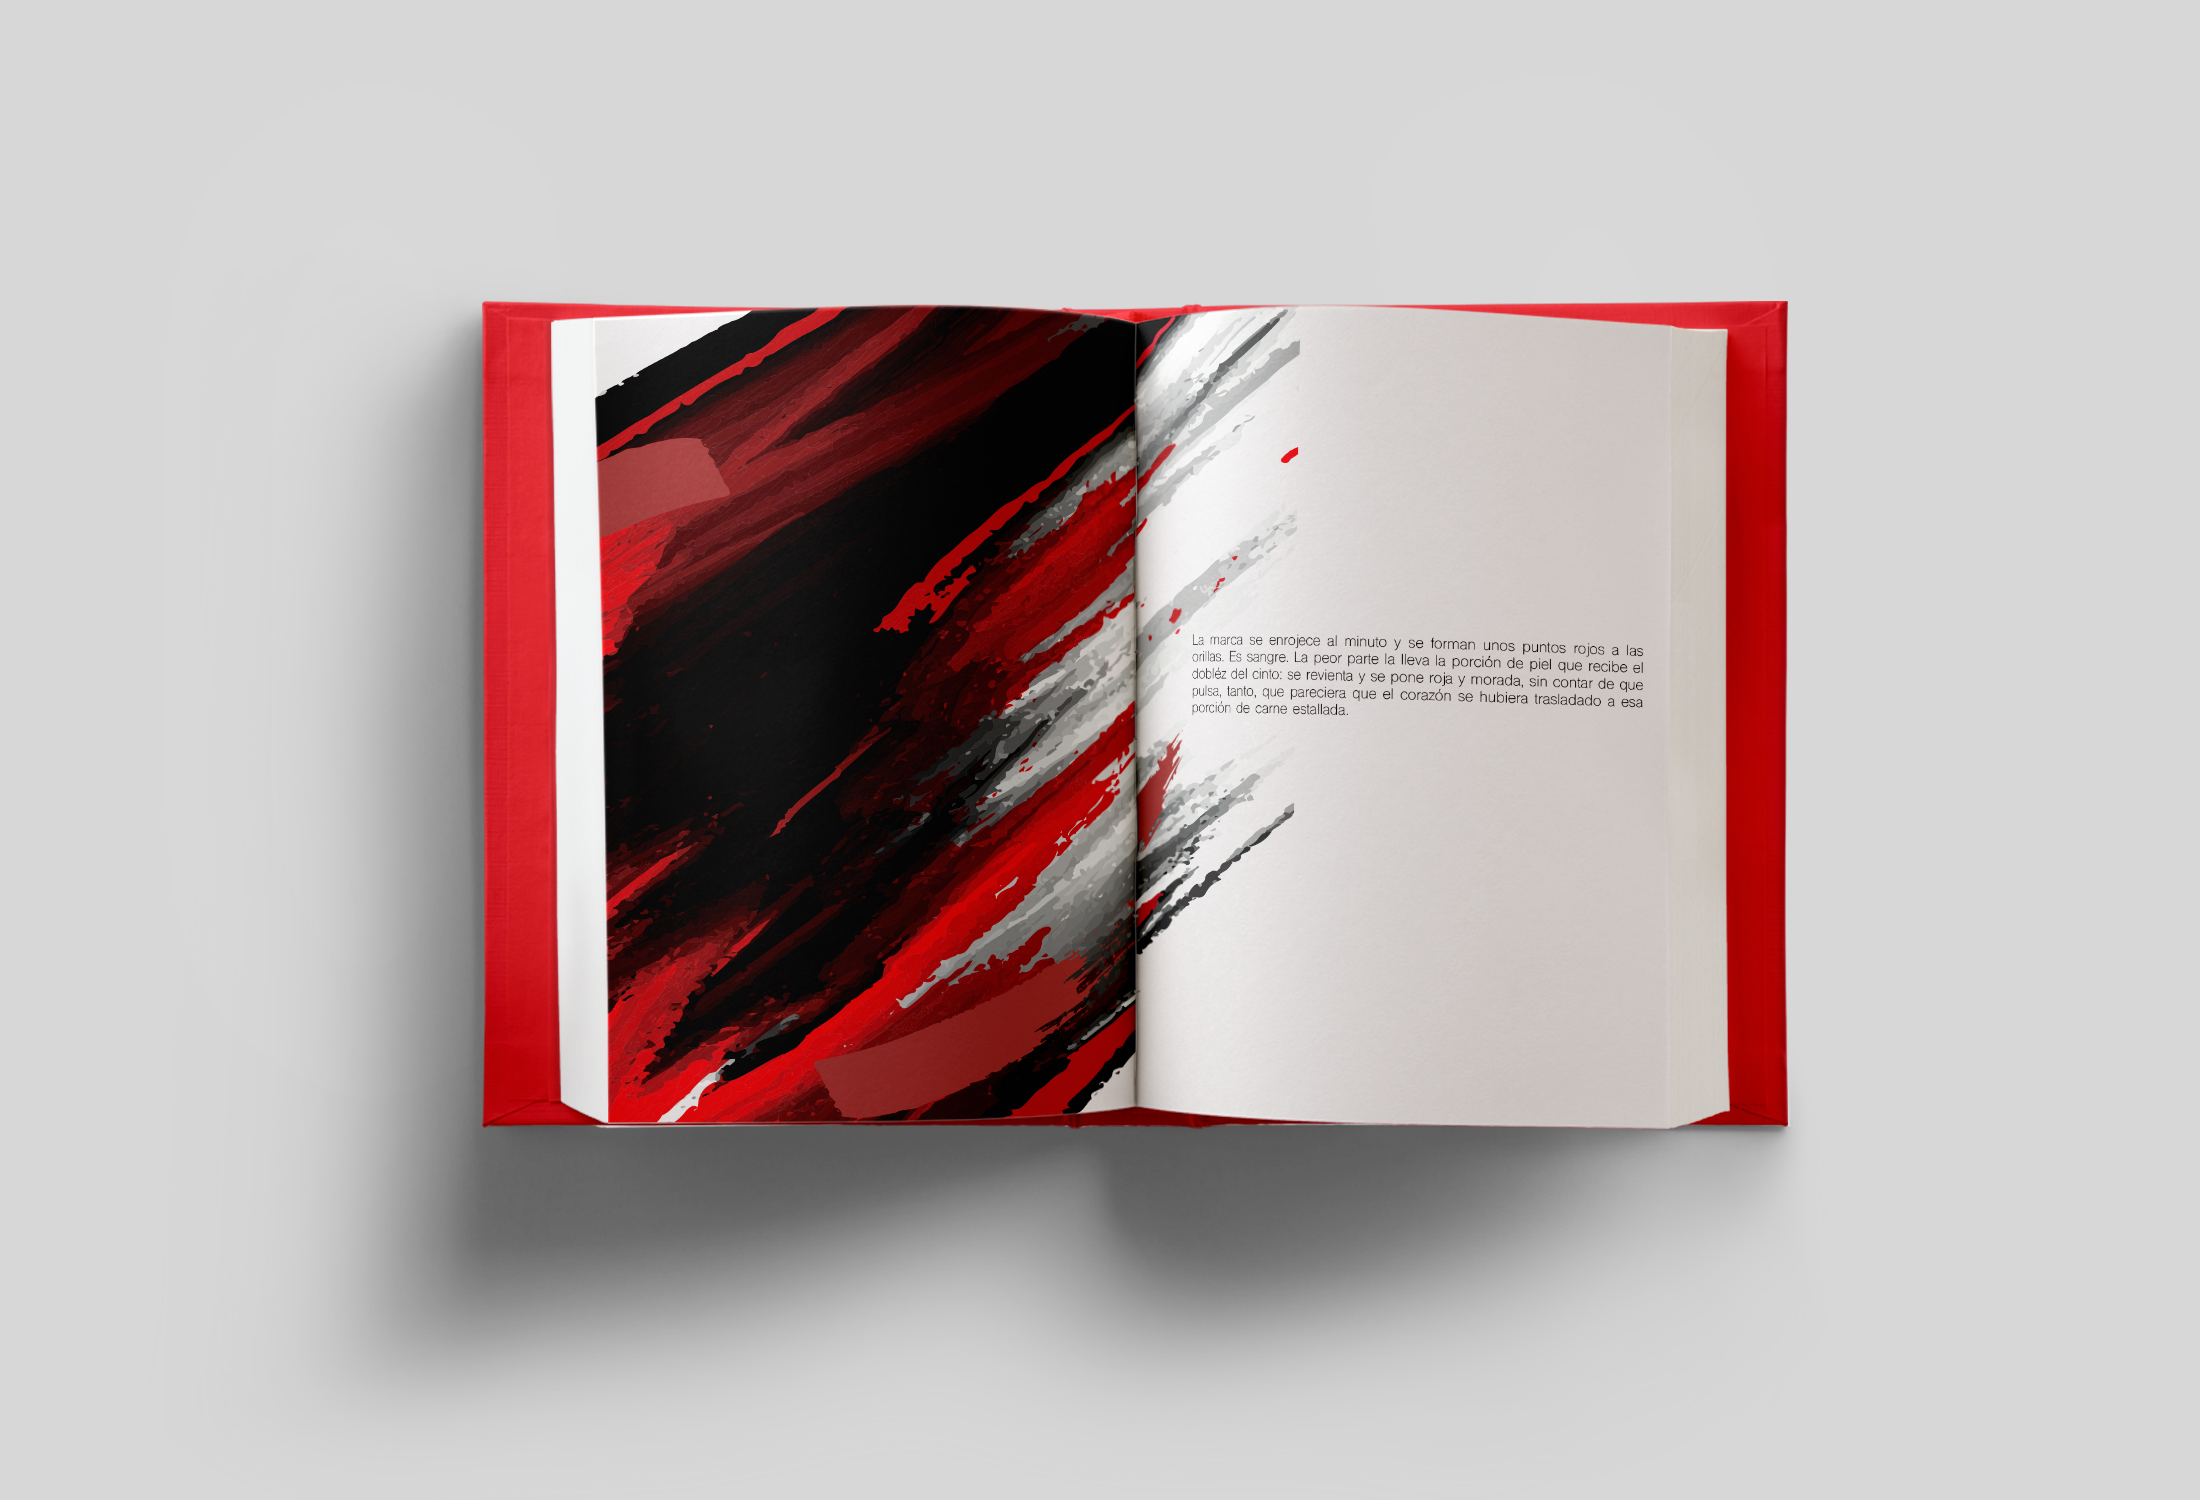 La marca se enrojece al minuto y se forman unos puntos rojos a las
orillas. Es sangre. La peor parte la lleva la porción de piel que recibe el
dobléz del cinto: se revienta y se pone roja y morada, sin contar de que
pulsa, tanto, que pareciera que el corazón se hubiera trasladado a esa
porción de carne estallada.